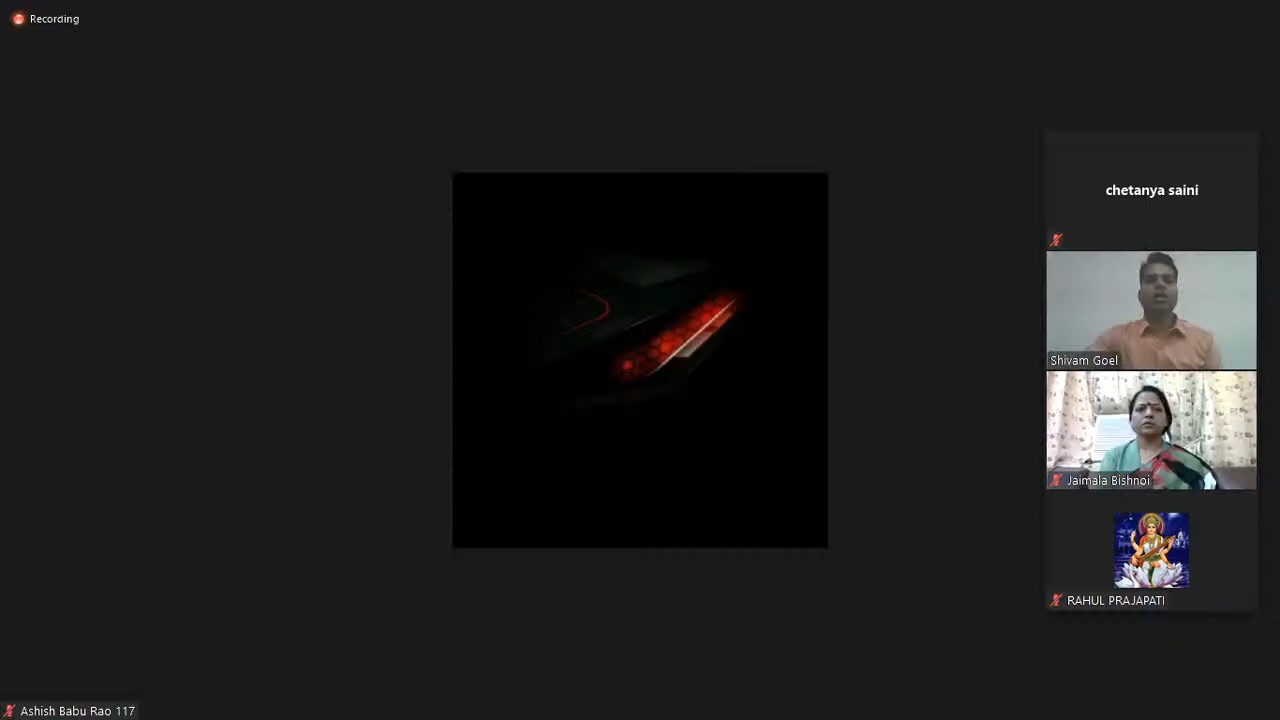 Recording
chetanya saini
Shivam Goel
Jaimala Bishnoi
RAHUL PRAJAPATI
Ashish Babu Rao 117